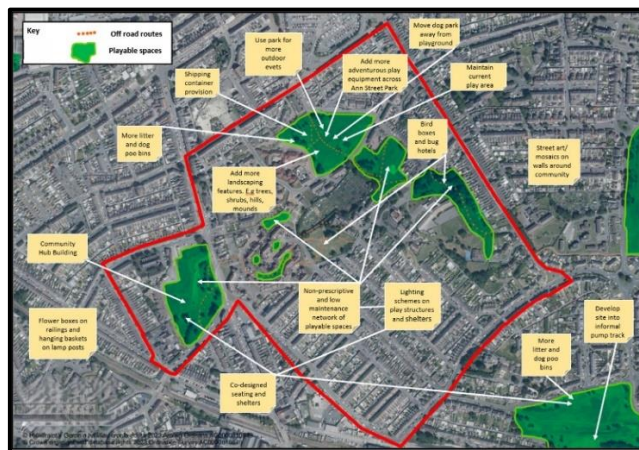 Key
Off road routes
Playable spaces
Move dog park
away from
playground
Use park for
more
outdoor
evets
Add more
adventurous play
equipment across
Ann Street Park
Maintain
current
play area
Shipping
container
provision
More litter
and dog
poo bins
Bird
boxes and
bug
hotels
Street art/
mosaics on
walls around
community
Add more
landscaping
features. E.g trees,
shrubs, hills,
mounds
Community
Hub Building
Non-prescriptive
and low
maintenance
network of
playable spaces
Lighting
schemes on
play structures
and shelters
Flower boxes on
railings and
hanging baskets
on lamp posts
Develop
site into
informal
pump track
More
litter and
dog poo
bins
Co-designed
seating and
shelters